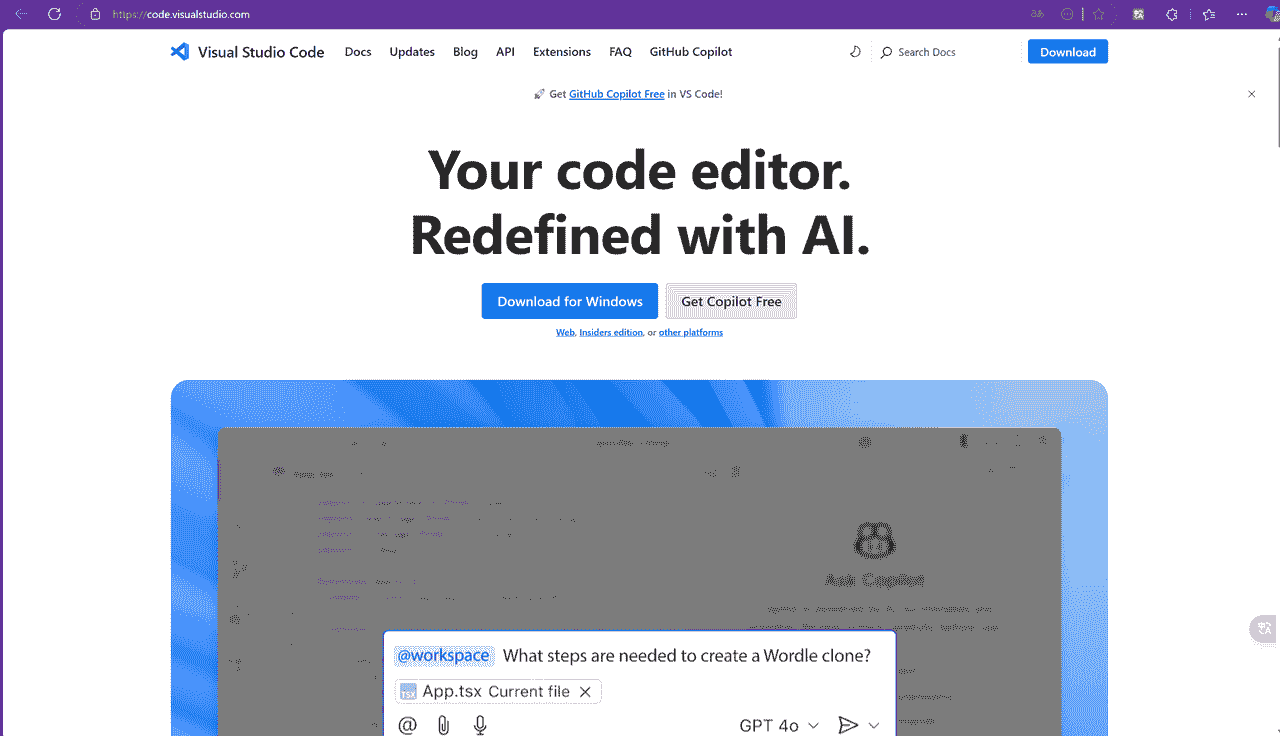 https://code.visualstudio.com
Visual Studio Code Docs Updates Blog API Extensions FAQ GitHub Copilot Search Docs Download
🚀 Get GitHub Copilot Free in VS Code!
Your code editor.
Redefined with AI.
Download for Windows Get Copilot Free
Web, Insiders edition, or other platforms
Ask Copilot
@workspace What steps are needed to create a Wordle clone?
TSX App.tsx Current file
GPT 4o